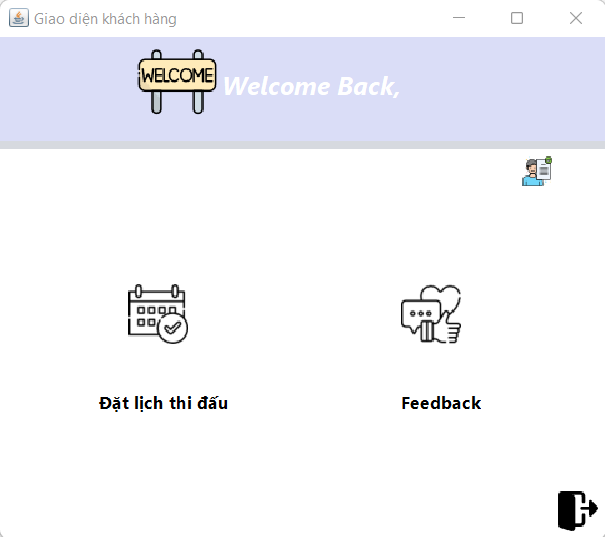 Giao diện khách hàng
WELCOME
Welcome Back,
Đặt lịch thi đấu
Feedback